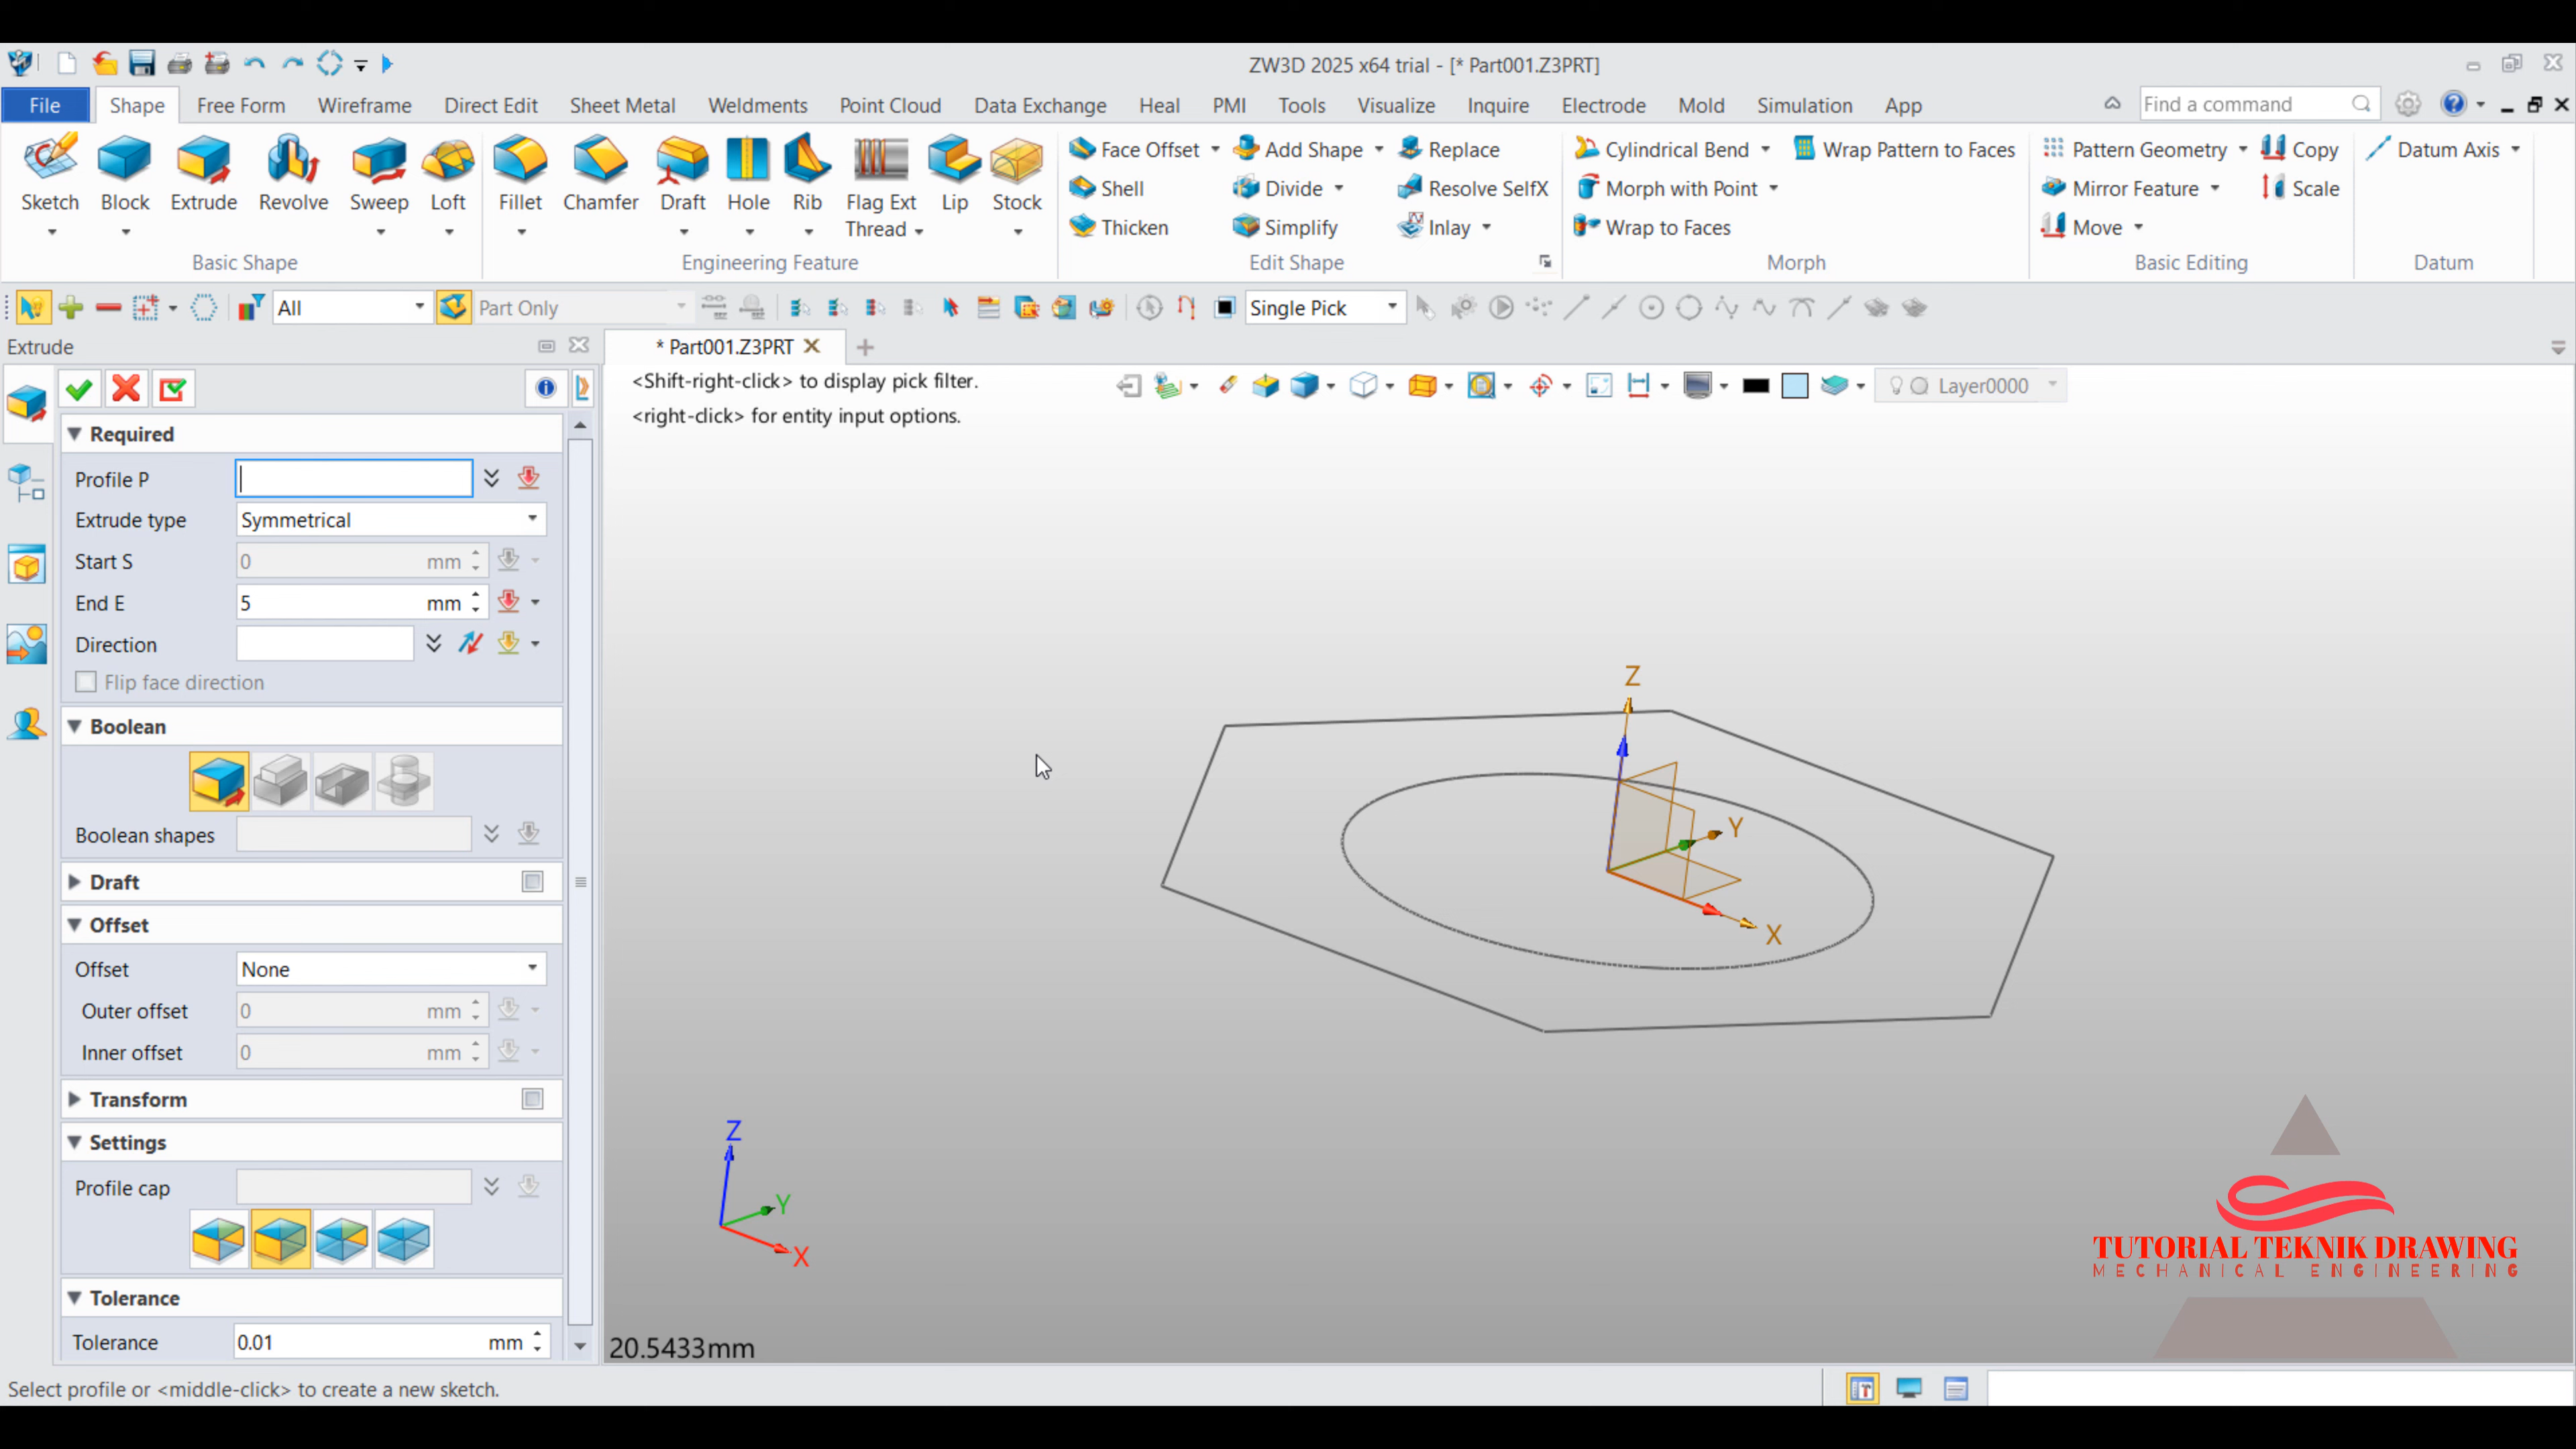 ZW3D 2025 x64 trial - [* Part001.Z3PRT]
File Shape Free Form Wireframe Direct Edit Sheet Metal Weldments Point Cloud Data Exchange Heal PMI Tools Visualize Inquire Electrode Mold Simulation App Find a command
Sketch Block Extrude Revolve Sweep Loft Fillet Chamfer Draft Hole Rib Flag Ext Thread Lip Stock
Face Offset Add Shape Replace Cylindrical Bend Wrap Pattern to Faces Pattern Geometry Copy Datum Axis
Shell Divide Resolve SelfX Morph with Point Mirror Feature Scale
Thicken Simplify Inlay Wrap to Faces Move
Basic Shape Engineering Feature Edit Shape Morph Basic Editing Datum
All Part Only Single Pick
Extrude * Part001.Z3PRT
<Shift-right-click> to display pick filter.
<right-click> for entity input options.
Layer0000
Required
Profile P
Extrude type Symmetrical
Start S 0 mm
End E 5 mm
Direction
Flip face direction
Boolean
Boolean shapes
Draft
Offset
Offset None
Outer offset 0 mm
Inner offset 0 mm
Transform
Settings
Profile cap
Tolerance
Tolerance 0.01 mm
Z
Y
X
Z
Y
X
20.5433mm
TUTORIAL TEKNIK DRAWING
MECHANICAL ENGINEERING
Select profile or <middle-click> to create a new sketch.